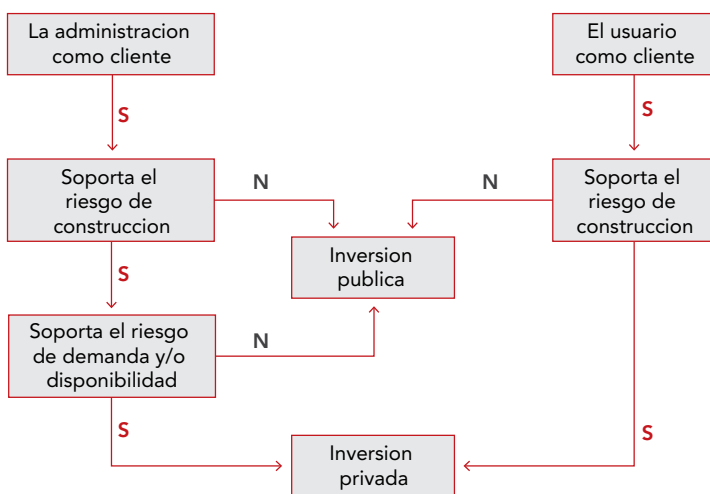 La administracion
como cliente
El usuario
como cliente
S
S
Soporta el
riesgo de
construccion
N
N
Soporta el
riesgo de
construccion
Inversion
publica
S
Soporta el riesgo
de demanda y/o
disponibilidad
N
S
S
Inversion
privada